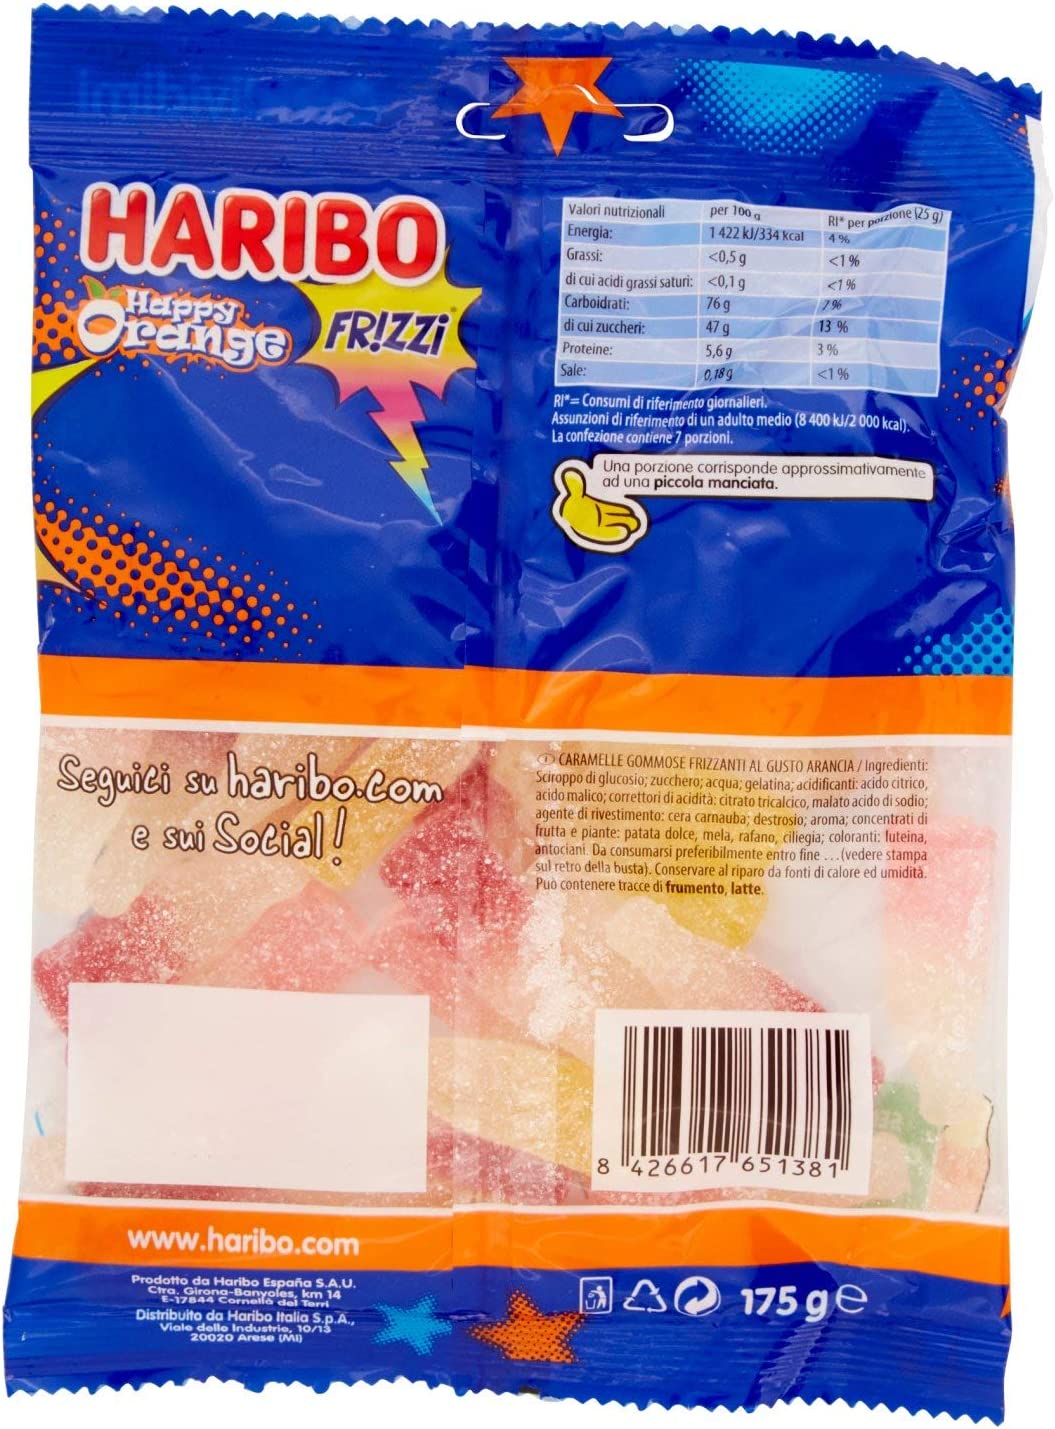 HARIBO
Happy
Orange
FR!ZZi
Valori nutrizionali per 100 g RI* per porzione (25 g)
Energia: 1 422 kJ/334 kcal 4 %
Grassi: <0,5 g <1 %
di cui acidi grassi saturi: <0,1 g <1 %
Carboidrati: 76 g 7 %
di cui zuccheri: 47 g 13 %
Proteine: 5,6 g 3 %
Sale: 0,18 g <1 %
RI*= Consumi di riferimento giornalieri.
Assunzioni di riferimento di un adulto medio (8 400 kJ/2 000 kcal).
La confezione contiene 7 porzioni.
Una porzione corrisponde approssimativamente
ad una piccola manciata.
Seguici su haribo.com
e sui Social!
I CARAMELLE GOMMOSE FRIZZANTI AL GUSTO ARANCIA / Ingredienti:
Sciroppo di glucosio; zucchero; acqua; gelatina; acidificanti: acido citrico,
acido malico; correttori di acidità: citrato tricalcico, malato acido di sodio;
agente di rivestimento: cera carnauba; destrosio; aroma; concentrati di
frutta e piante: patata dolce, mela, rafano, ciliegia; coloranti: luteina,
antociani. Da consumarsi preferibilmente entro fine ...(vedere stampa
sul retro della busta). Conservare al riparo da fonti di calore ed umidità.
Può contenere tracce di frumento, latte.
8 426617 651381
www.haribo.com
Prodotto da Haribo España S.A.U.
Ctra. Girona-Banyoles, km 14
E-17844 Cornellà del Terri
Distribuito da Haribo Italia S.p.A.,
Viale delle Industrie, 10/13
20020 Arese (MI)
175 g e